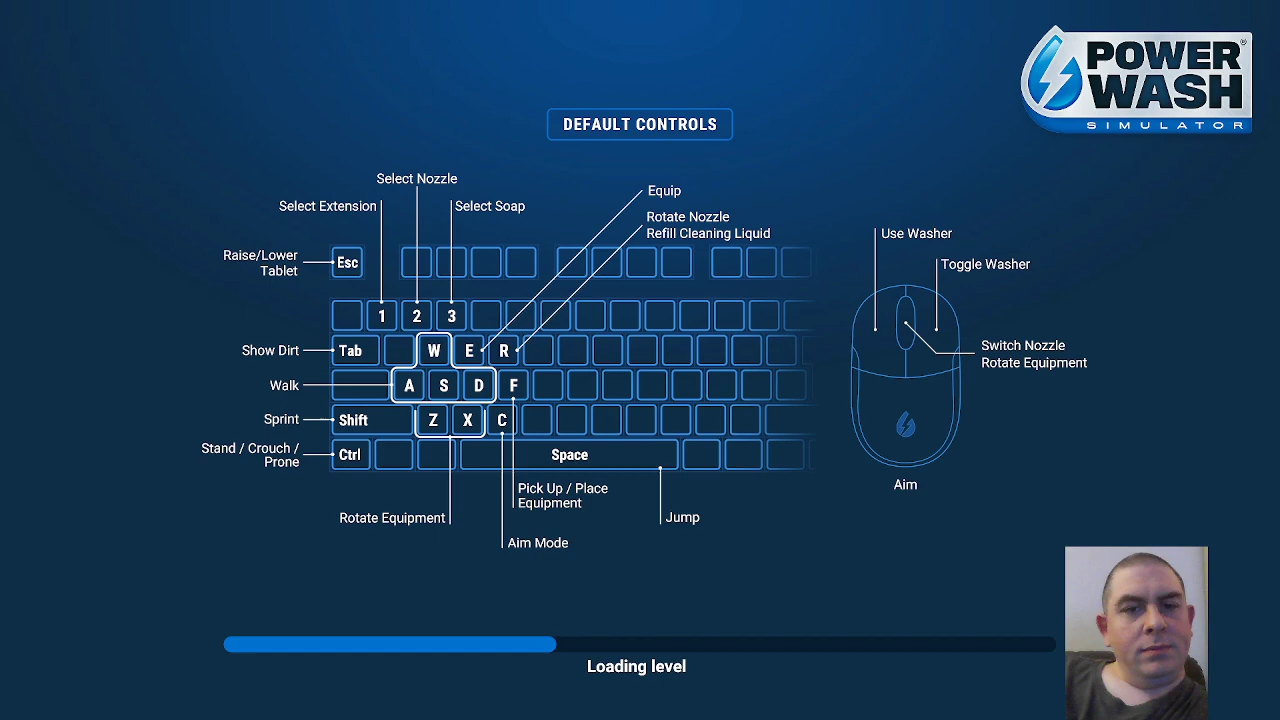 POWER
WASH
SIMULATOR
DEFAULT CONTROLS
Select Nozzle
Select Extension
Select Soap
Equip
Rotate Nozzle
Refill Cleaning Liquid
Raise/Lower
Tablet
Esc
1 2 3
Show Dirt
Tab W E R
Walk
A S D F
Sprint
Shift Z X C
Stand / Crouch /
Prone
Ctrl Space
Pick Up / Place
Equipment
Rotate Equipment
Jump
Aim Mode
Use Washer
Toggle Washer
Switch Nozzle
Rotate Equipment
Aim
Loading level